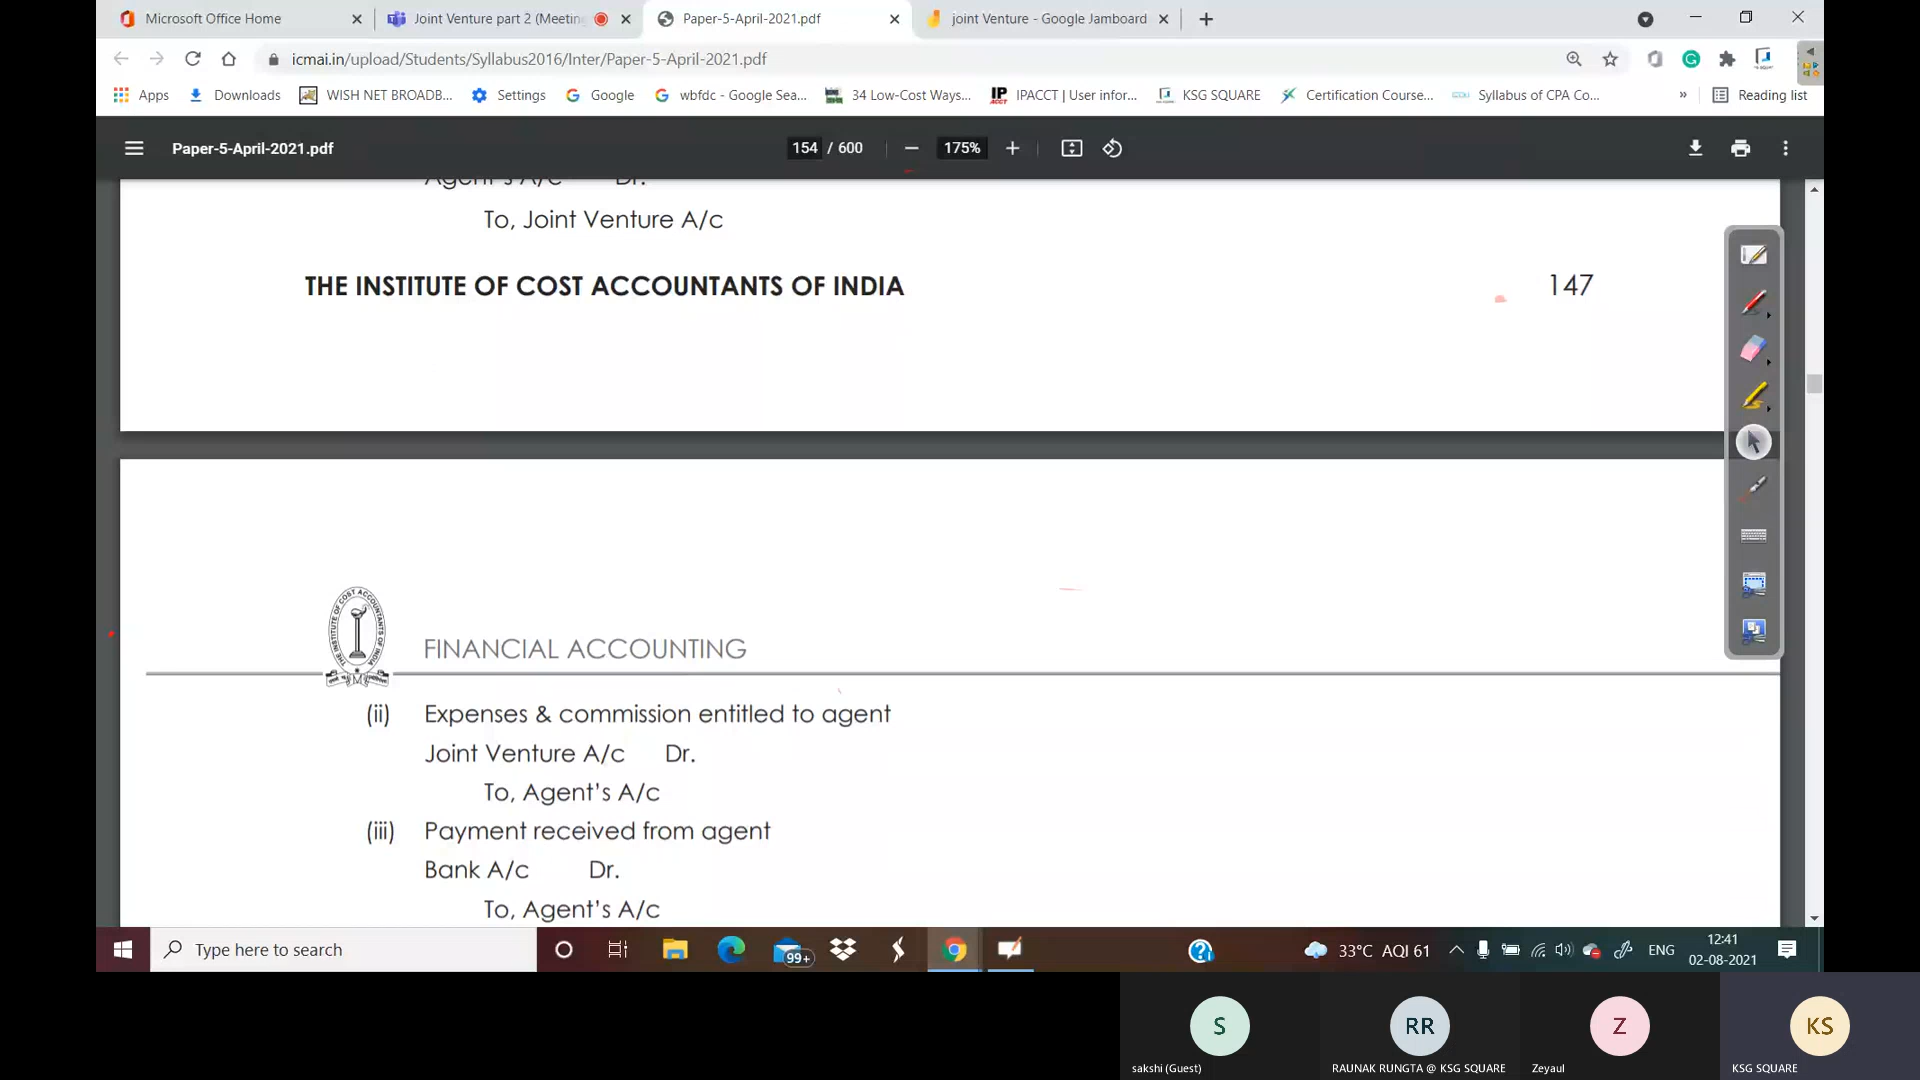 Microsoft Office Home
Joint Venture part 2 (Meetin
Paper-5-April-2021.pdf
joint Venture - Google Jamboard
icmai.in/upload/Students/Syllabus2016/Inter/Paper-5-April-2021.pdf
Apps
Downloads
WISH NET BROADB...
Settings
Google
wbfdc - Google Sea...
34 Low-Cost Ways...
IPACCT | User infor...
KSG SQUARE
Certification Course...
Syllabus of CPA Co...
»
Reading list
Paper-5-April-2021.pdf
154 / 600
175%
Agent's A/c Dr.
To, Joint Venture A/c
THE INSTITUTE OF COST ACCOUNTANTS OF INDIA 147
FINANCIAL ACCOUNTING
(ii) Expenses & commission entitled to agent
Joint Venture A/c Dr.
To, Agent's A/c
(iii) Payment received from agent
Bank A/c Dr.
To, Agent's A/c
Type here to search
99+
33°C AQI 61
ENG
12:41
02-08-2021
S
RR
Z
KS
sakshi (Guest)
RAUNAK RUNGTA @ KSG SQUARE
Zeyaul
KSG SQUARE